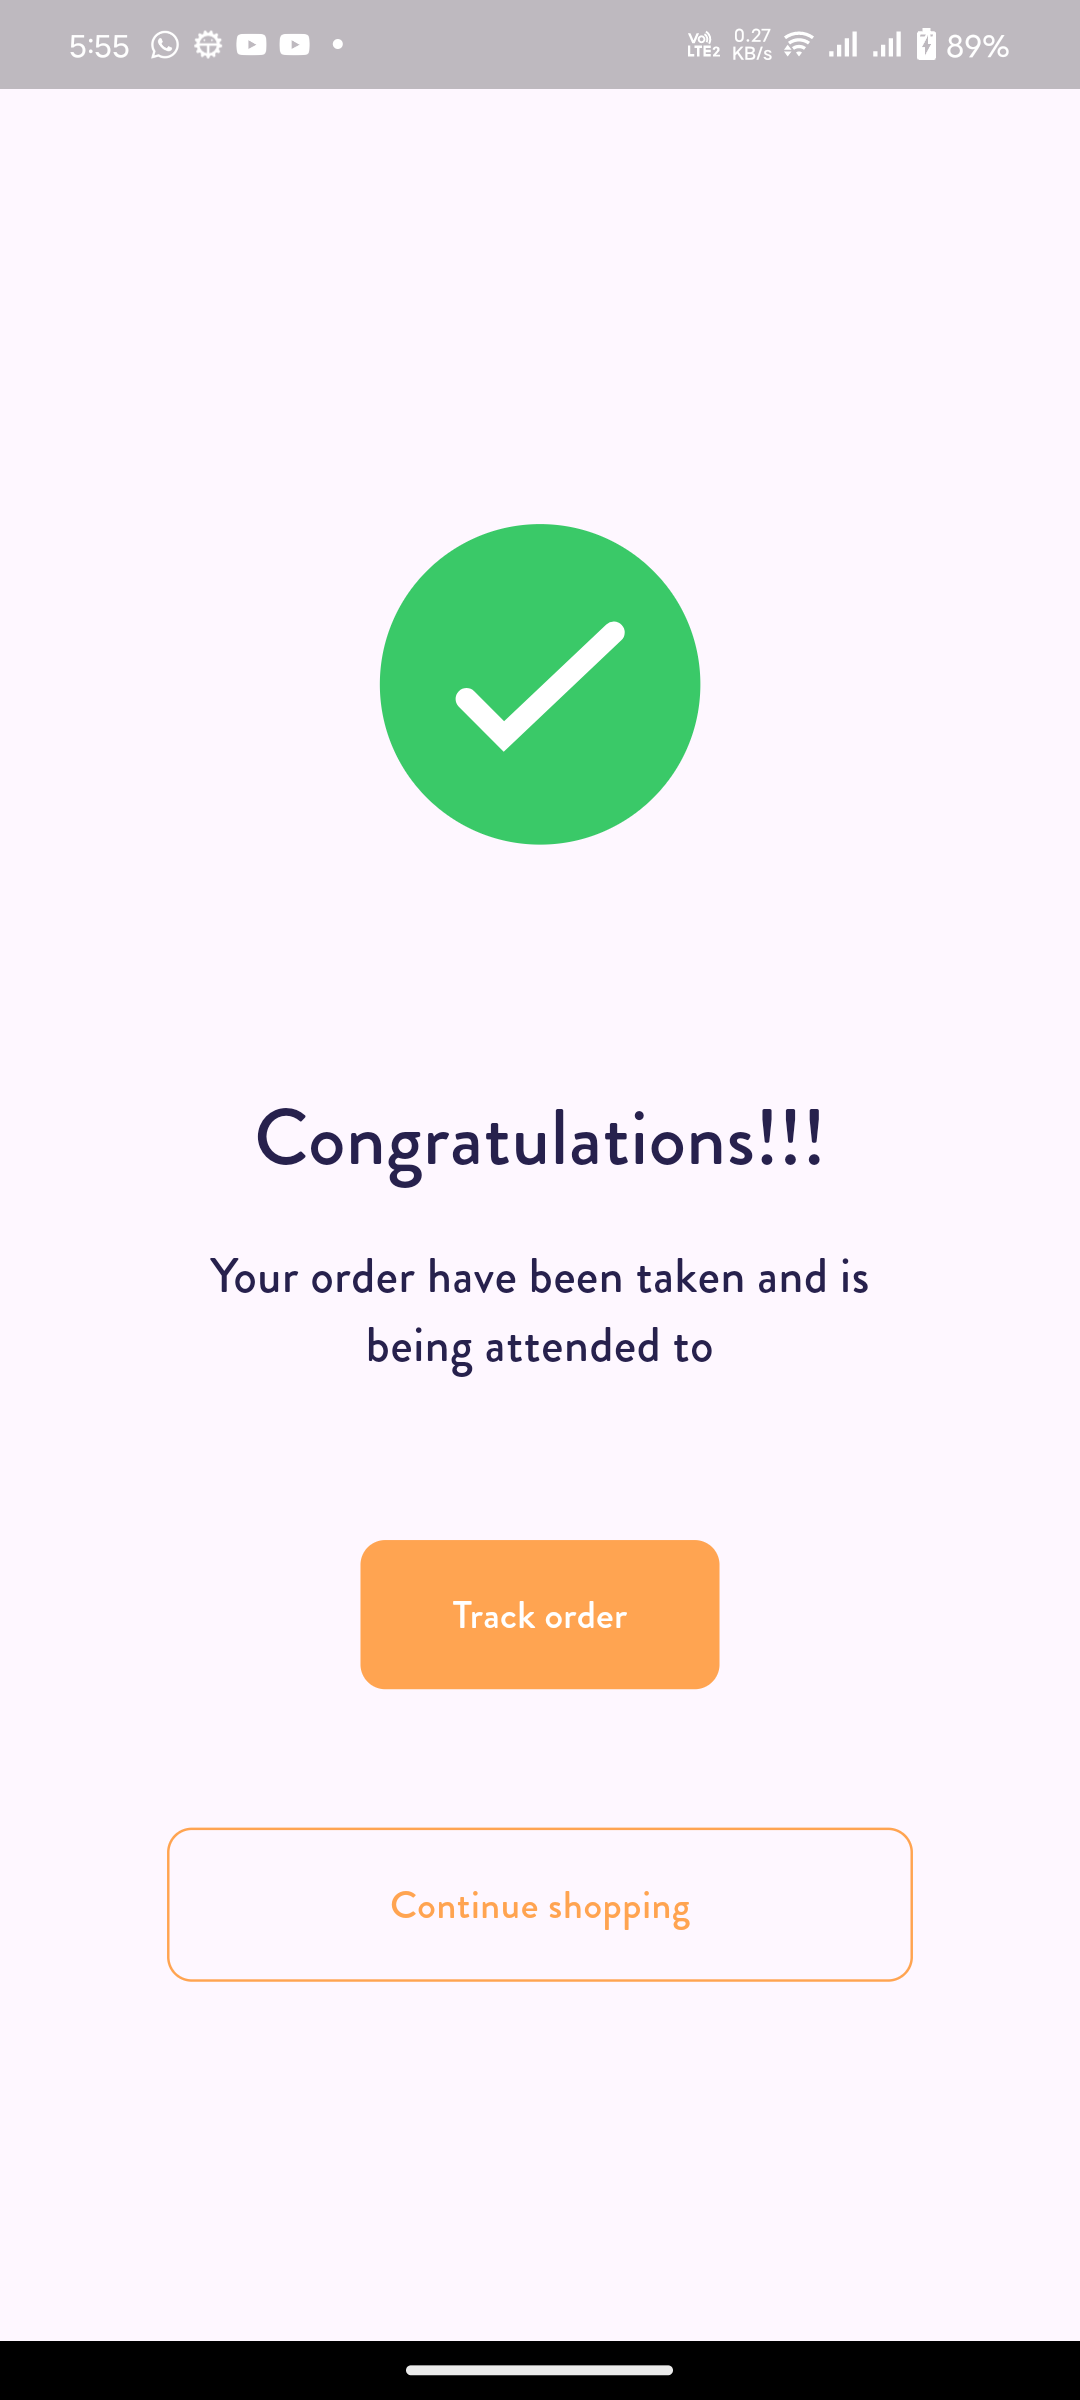 5:55
Vo) LTE2 0.27 KB/s 89%
Congratulations!!!
Your order have been taken and is
being attended to
Track order
Continue shopping